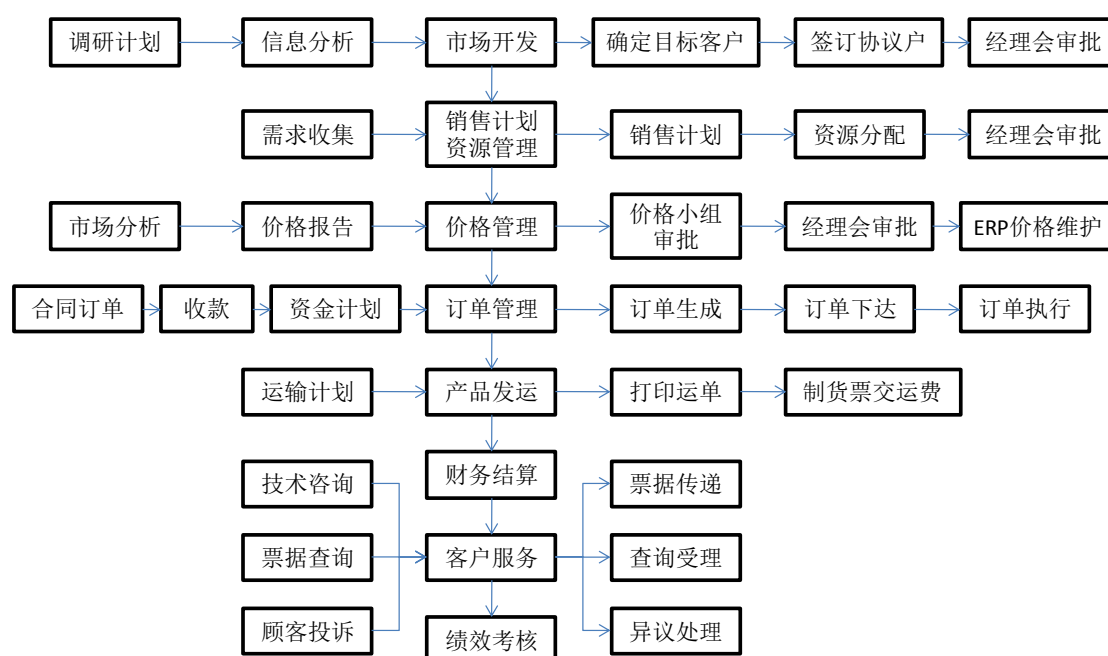 调研计划
信息分析
市场开发
确定目标客户
签订协议户
经理会审批
需求收集
销售计划
资源管理
销售计划
资源分配
经理会审批
市场分析
价格报告
价格管理
价格小组
审批
经理会审批
ERP价格维护
合同订单
收款
资金计划
订单管理
订单生成
订单下达
订单执行
运输计划
产品发运
打印运单
制货票交运费
财务结算
技术咨询
票据传递
票据查询
客户服务
查询受理
顾客投诉
绩效考核
异议处理